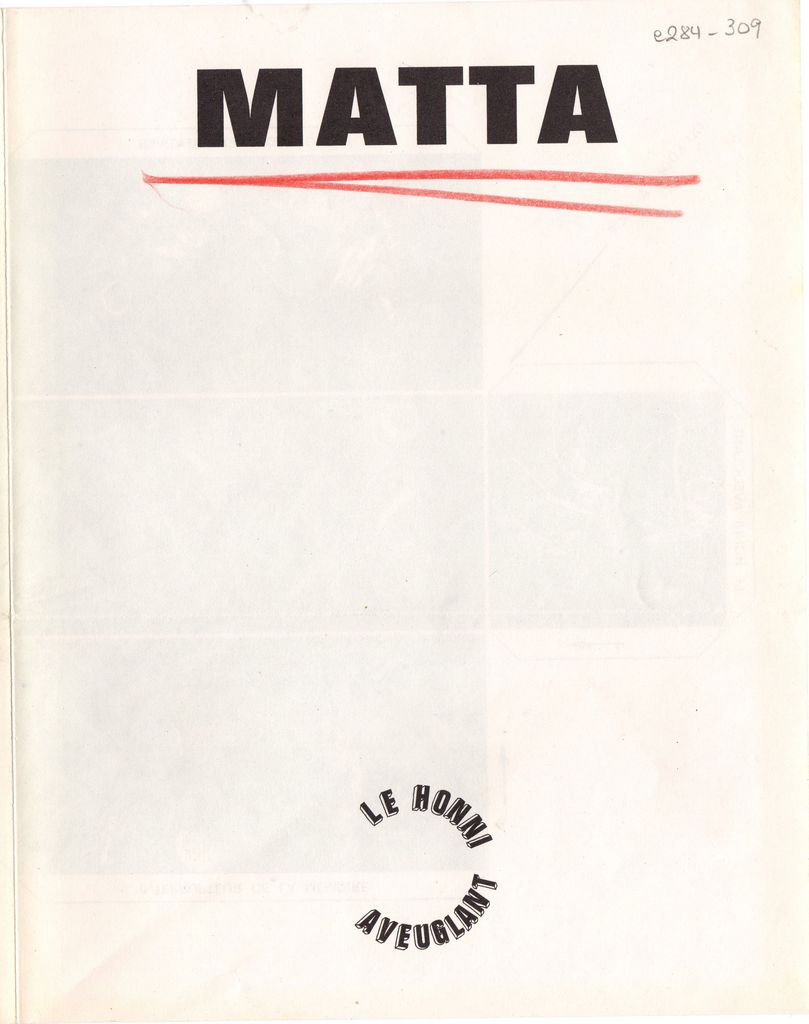 e284-309
MATTA
LE HONNI
AVEUGLANT